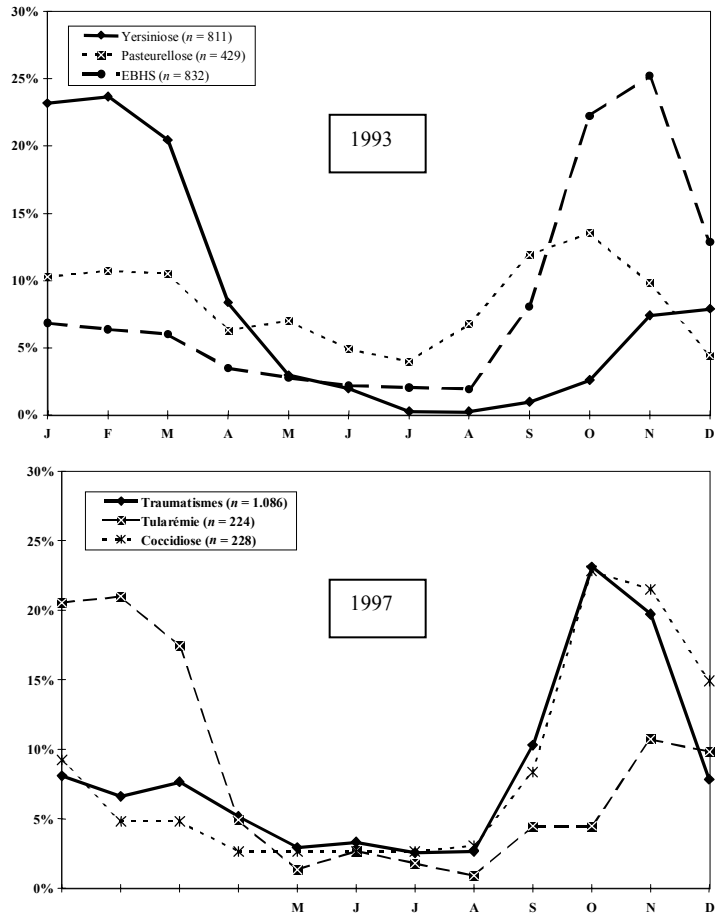 30%
Yersiniose (n = 811)
Pasteurellose (n = 429)
EBHS (n = 832)
25%
1993
20%
15%
10%
5%
0%
J F M A M J J A S O N D
30%
Traumatismes (n = 1.086)
Tularémie (n = 224)
Coccidiose (n = 228)
25%
1997
20%
15%
10%
5%
0%
M J J A S O N D